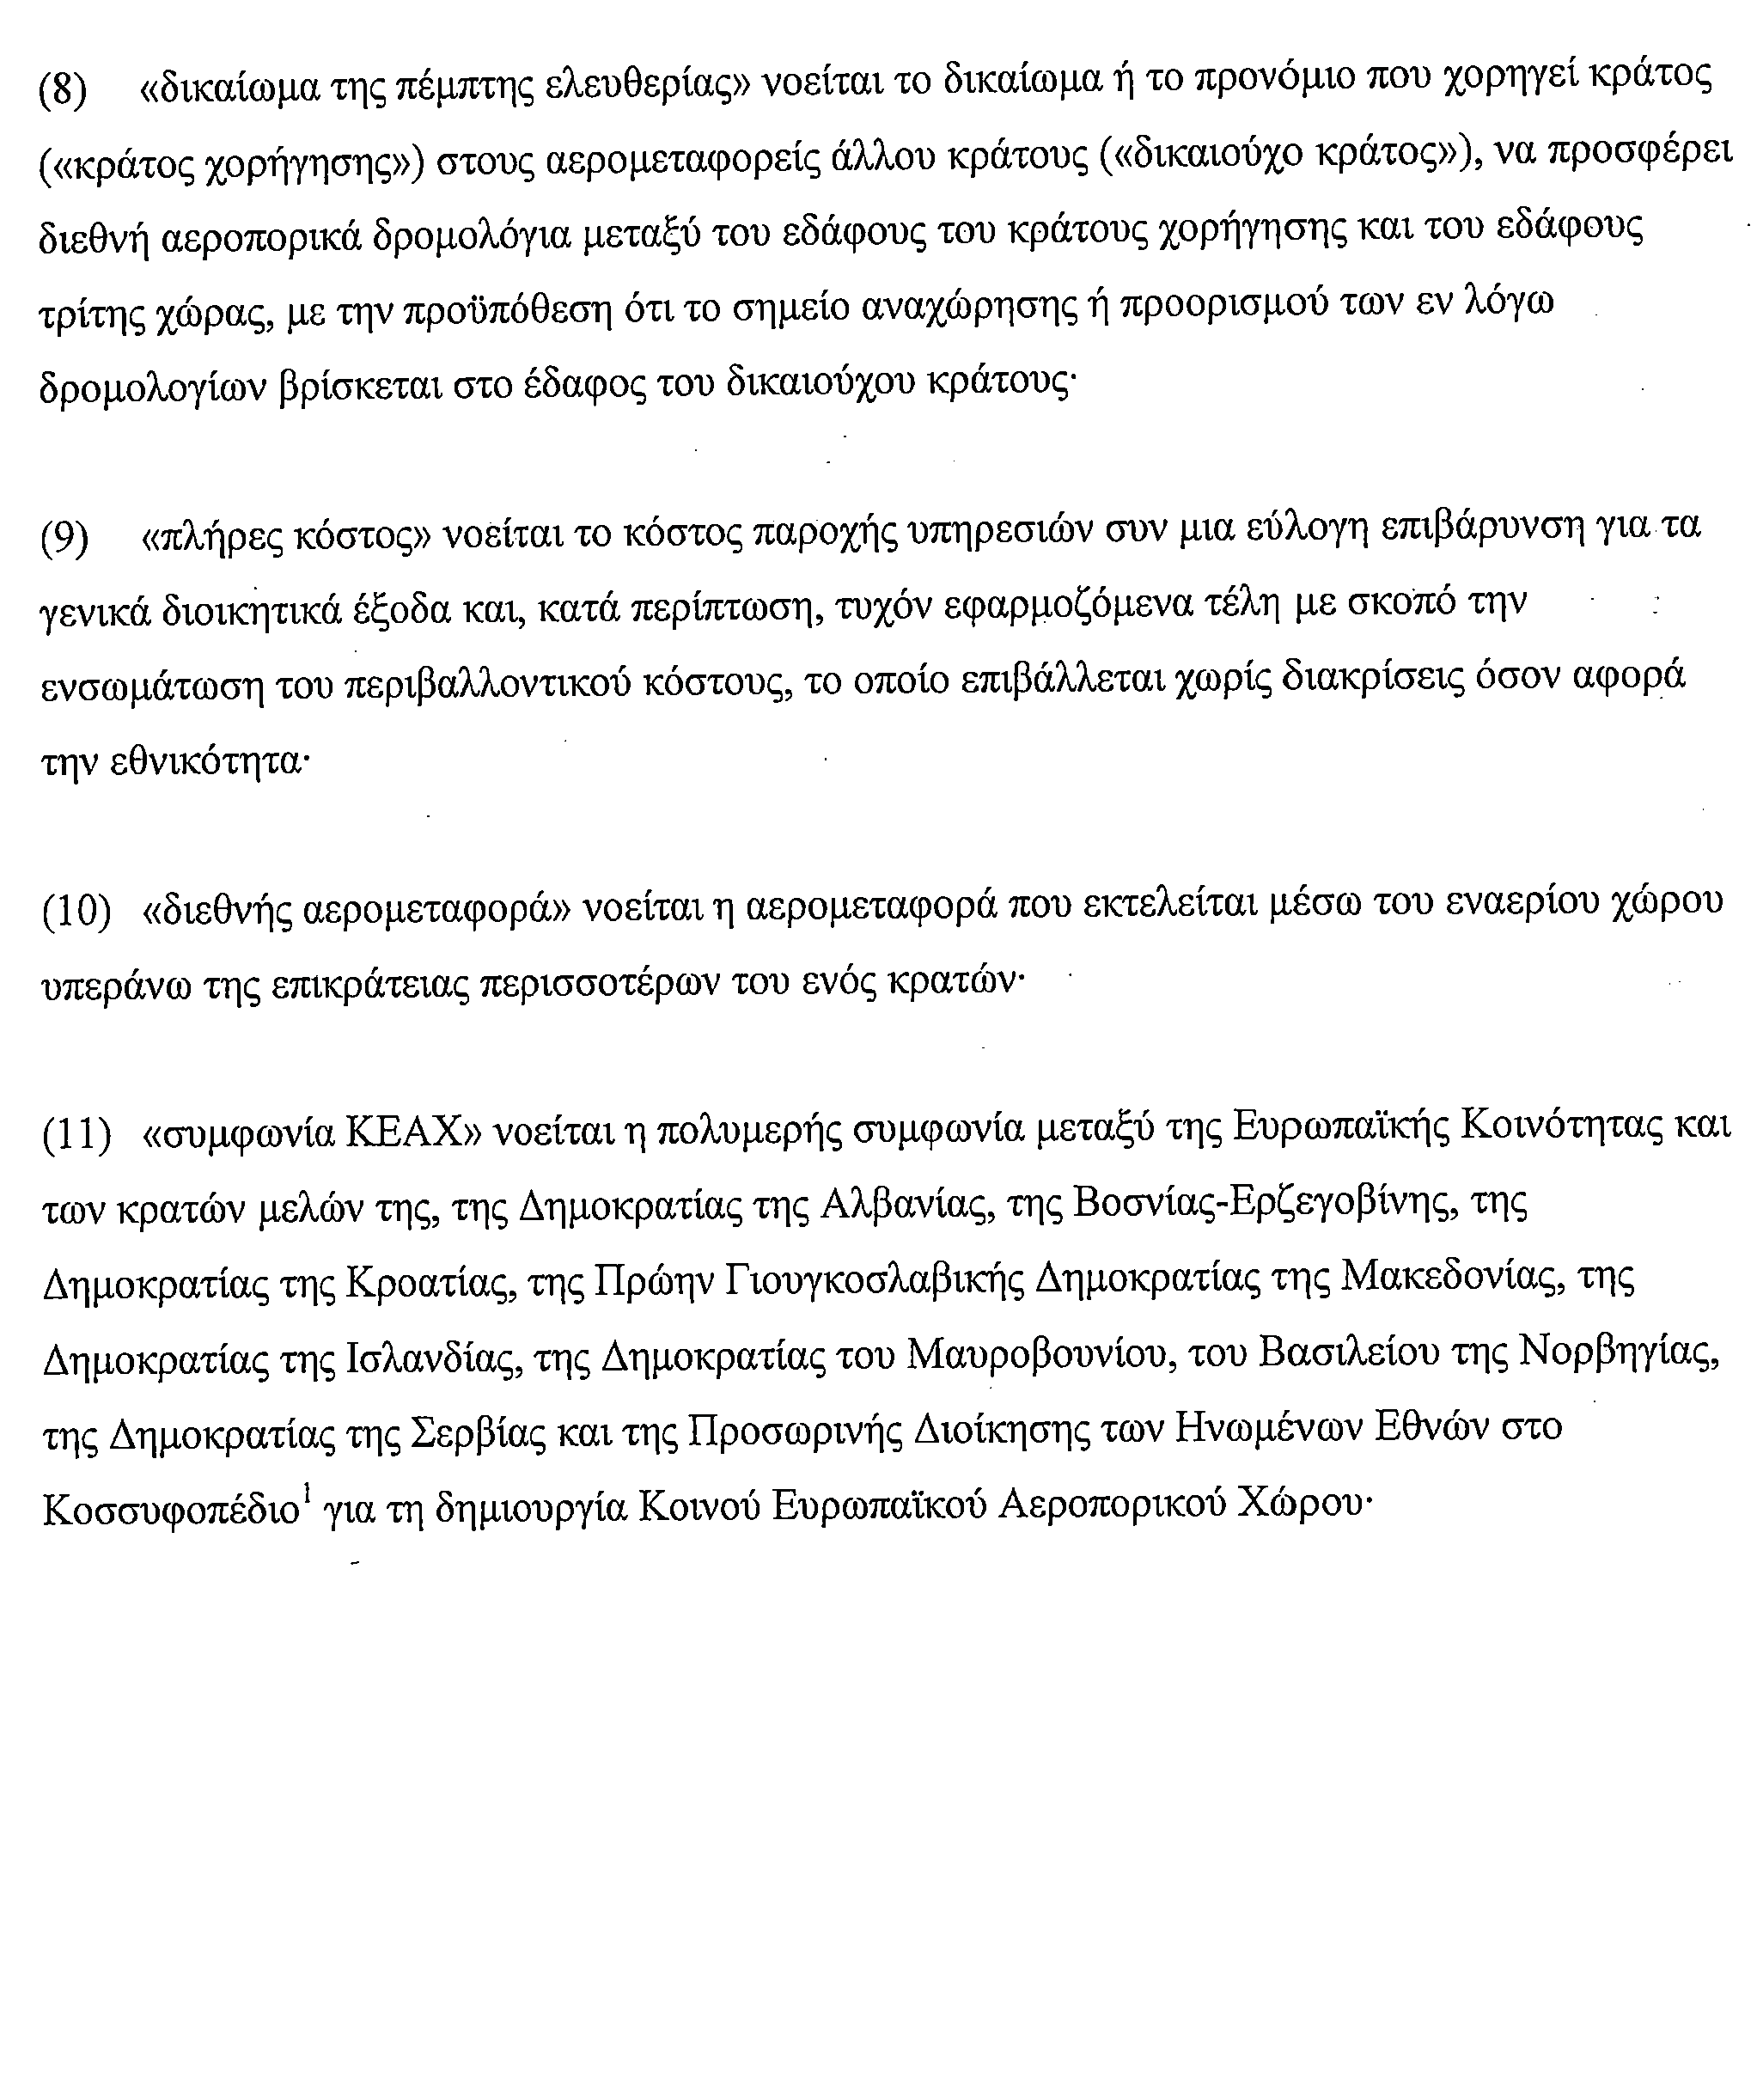 (8) «δικαίωμα της πέμπτης ελευθερίας» νοείται το δικαίωμα ή το προνόμιο που χορηγεί κράτος
(«κράτος χορήγησης») στους αερομεταφορείς άλλου κράτους («δικαιούχο κράτος»), να προσφέρει
διεθνή αεροπορικά δρομολόγια μεταξύ του εδάφους του κράτους χορήγησης και του εδάφους
τρίτης χώρας, με την προϋπόθεση ότι το σημείο αναχώρησης ή προορισμού των εν λόγω
δρομολογίων βρίσκεται στο έδαφος του δικαιούχου κράτους·
(9) «πλήρες κόστος» νοείται το κόστος παροχής υπηρεσιών συν μια εύλογη επιβάρυνση για τα
γενικά διοικητικά έξοδα και, κατά περίπτωση, τυχόν εφαρμοζόμενα τέλη με σκοπό την
ενσωμάτωση του περιβαλλοντικού κόστους, το οποίο επιβάλλεται χωρίς διακρίσεις όσον αφορά
την εθνικότητα·
(10) «διεθνής αερομεταφορά» νοείται η αερομεταφορά που εκτελείται μέσω του εναερίου χώρου
υπεράνω της επικράτειας περισσοτέρων του ενός κρατών·
(11) «συμφωνία ΚΕΑΧ» νοείται η πολυμερής συμφωνία μεταξύ της Ευρωπαϊκής Κοινότητας και
των κρατών μελών της, της Δημοκρατίας της Αλβανίας, της Βοσνίας-Ερζεγοβίνης, της
Δημοκρατίας της Κροατίας, της Πρώην Γιουγκοσλαβικής Δημοκρατίας της Μακεδονίας, της
Δημοκρατίας της Ισλανδίας, της Δημοκρατίας του Μαυροβουνίου, του Βασιλείου της Νορβηγίας,
της Δημοκρατίας της Σερβίας και της Προσωρινής Διοίκησης των Ηνωμένων Εθνών στο
Κοσσυφοπέδιο¹ για τη δημιουργία Κοινού Ευρωπαϊκού Αεροπορικού Χώρου·